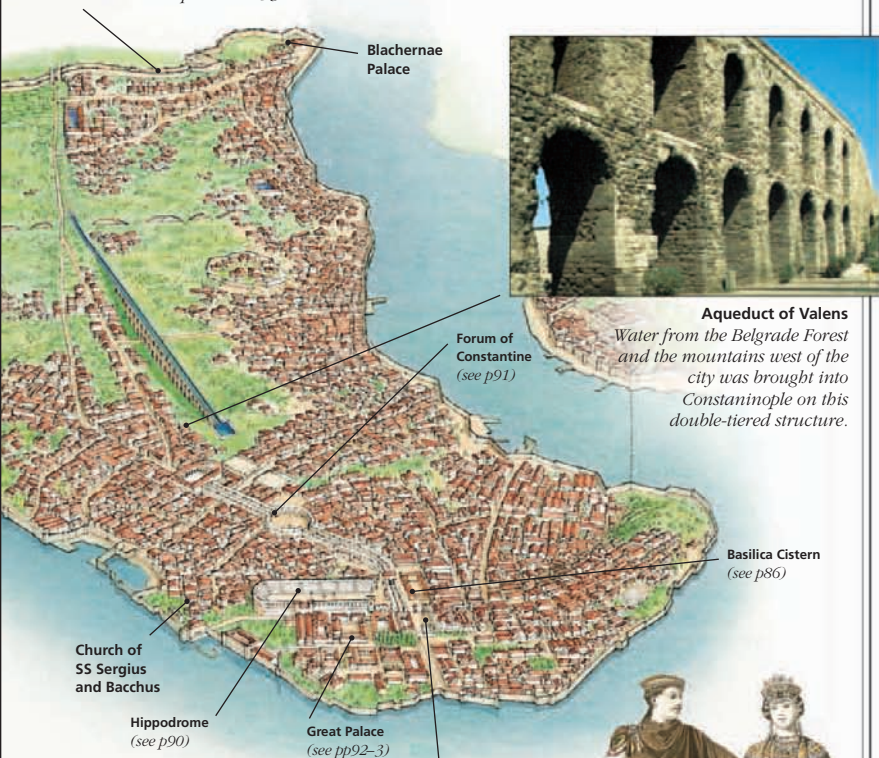 Blachernae
Palace
Aqueduct of Valens
Water from the Belgrade Forest
and the mountains west of the
city was brought into
Constaninople on this
double-tiered structure.
Forum of
Constantine
(see p91)
Basilica Cistern
(see p86)
Church of
SS Sergius
and Bacchus
Hippodrome
(see p90)
Great Palace
(see pp92–3)